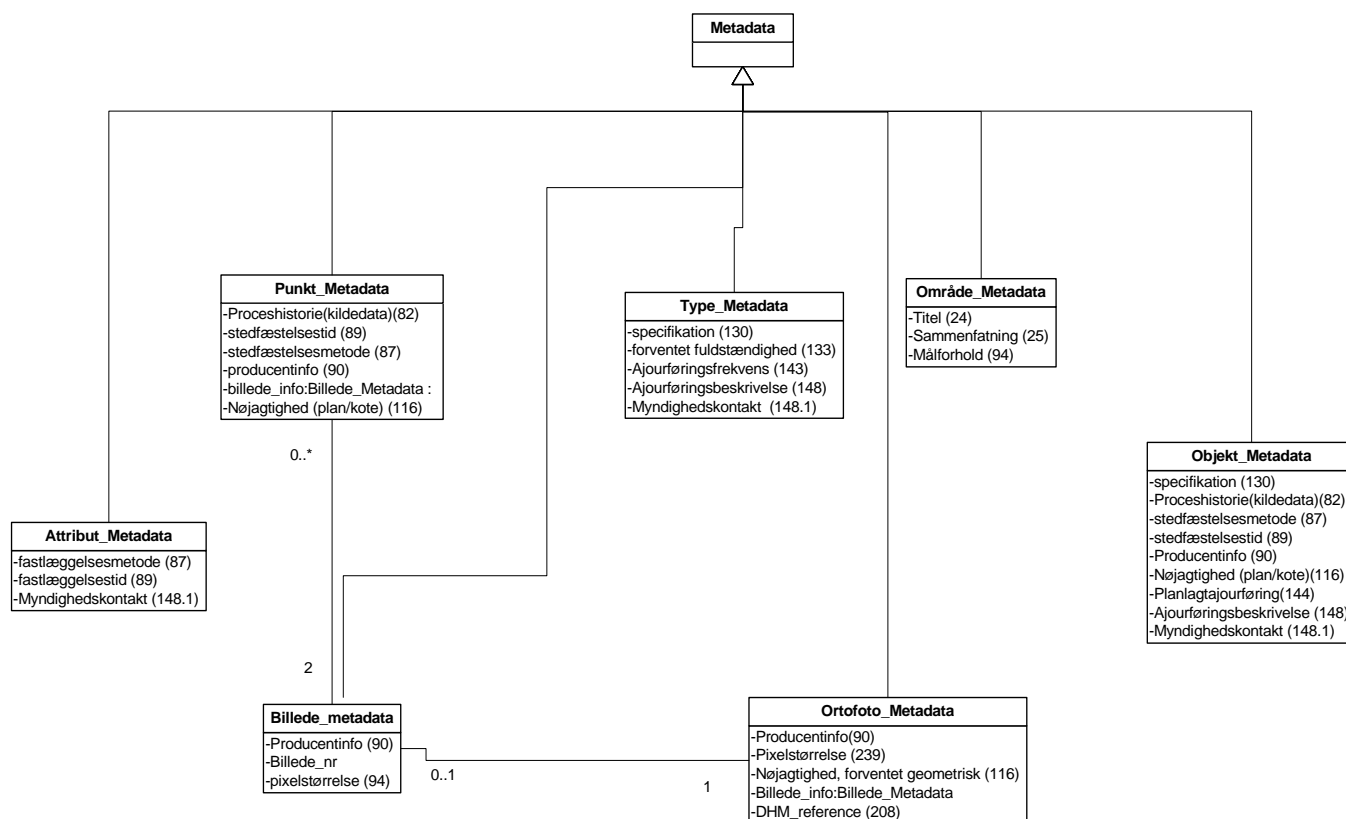 Metadata
Punkt_Metadata
-Proceshistorie(kildedata)(82)
-stedfæstelsestid (89)
-stedfæstelsesmetode (87)
-producentinfo (90)
-billede_info:Billede_Metadata :
-Nøjagtighed (plan/kote) (116)
Type_Metadata
-specifikation (130)
-forventet fuldstændighed (133)
-Ajourføringsfrekvens (143)
-Ajourføringsbeskrivelse (148)
-Myndighedskontakt (148.1)
Område_Metadata
-Titel (24)
-Sammenfatning (25)
-Målforhold (94)
0..*
Objekt_Metadata
-specifikation (130)
-Proceshistorie(kildedata)(82)
-stedfæstelsesmetode (87)
-stedfæstelsestid (89)
-Producentinfo (90)
-Nøjagtighed (plan/kote)(116)
-Planlagtajourføring(144)
-Ajourføringsbeskrivelse (148)
-Myndighedskontakt (148.1)
Attribut_Metadata
-fastlæggelsesmetode (87)
-fastlæggelsestid (89)
-Myndighedskontakt (148.1)
2
Billede_metadata
-Producentinfo (90)
-Billede_nr
-pixelstørrelse (94)
0..1
1
Ortofoto_Metadata
-Producentinfo(90)
-Pixelstørrelse (239)
-Nøjagtighed, forventet geometrisk (116)
-Billede_info:Billede_Metadata
-DHM_reference (208)